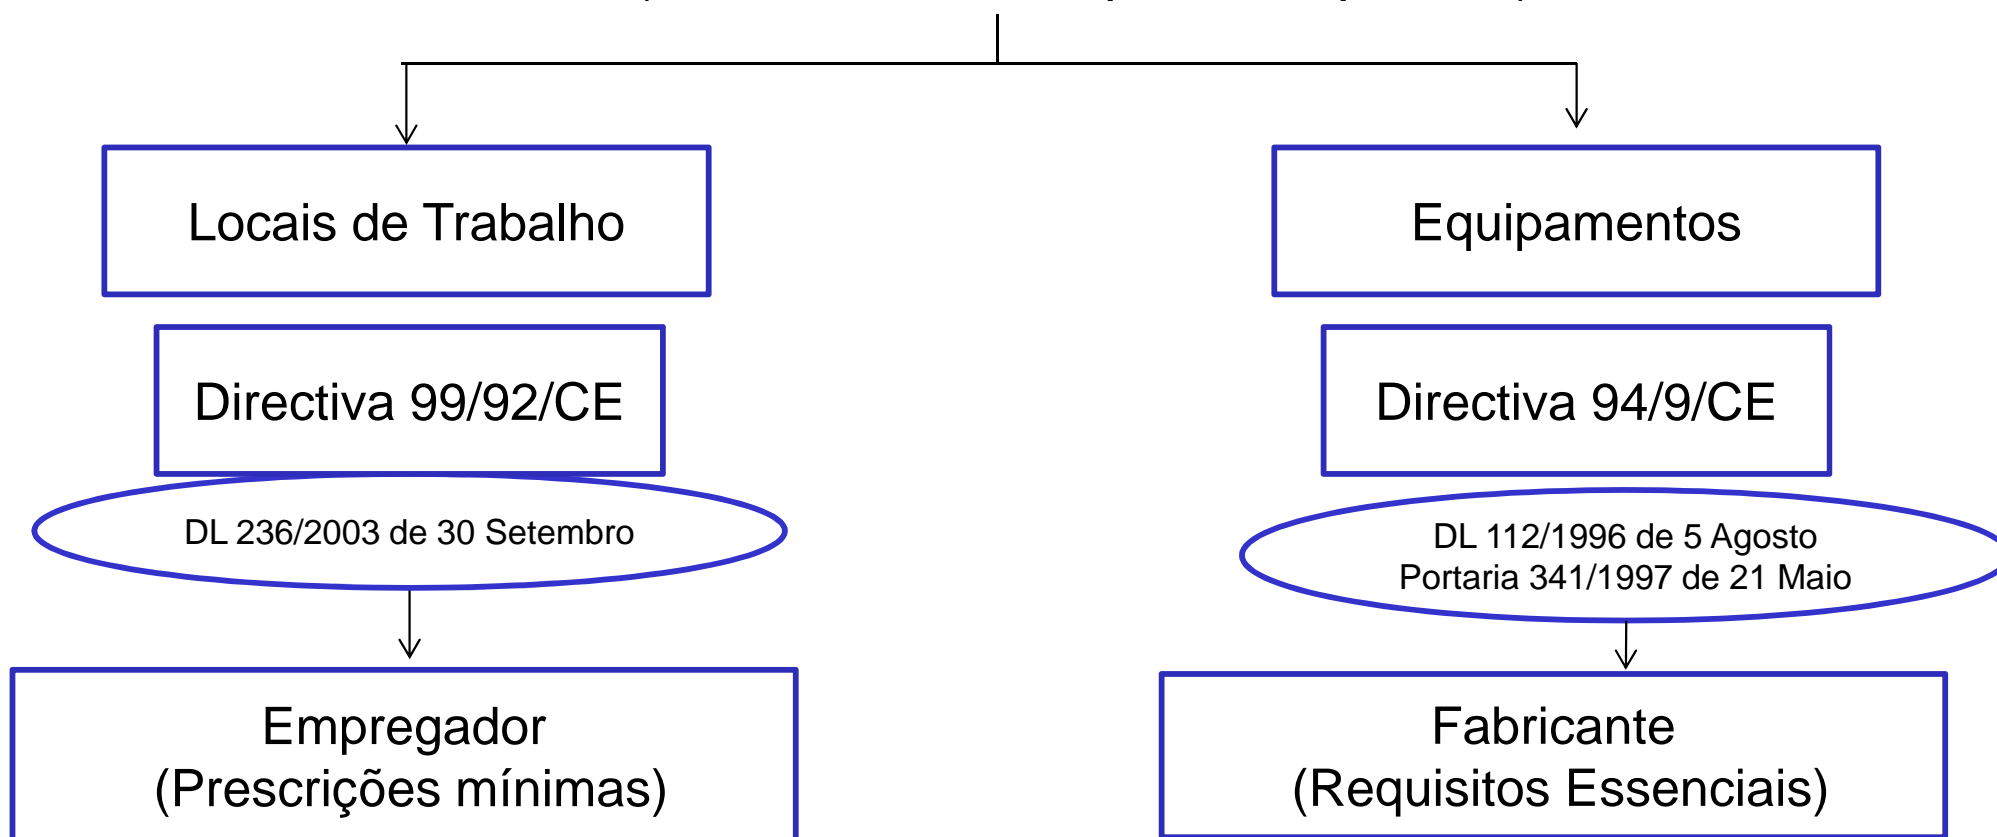 Locais de Trabalho
Equipamentos
Directiva 99/92/CE
Directiva 94/9/CE
DL 236/2003 de 30 Setembro
DL 112/1996 de 5 Agosto
Portaria 341/1997 de 21 Maio
Empregador
(Prescrições mínimas)
Fabricante
(Requisitos Essenciais)